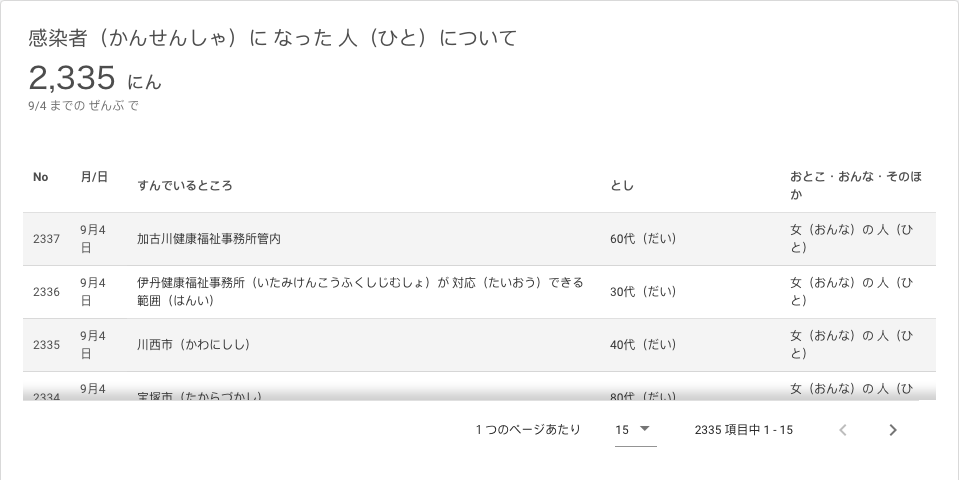 感染者（かんせんしゃ）に なった 人（ひと）について
2,335 にん
9/4 までの ぜんぶ で
No 月/日 すんでいるところ とし おとこ・おんな・そのほ
か
2337 9月4
日 加古川健康福祉事務所管内 60代（だい） 女（おんな）の 人（ひ
と）
2336 9月4
日 伊丹健康福祉事務所（いたみけんこうふくしじむしょ）が 対応（たいおう）できる
範囲（はんい） 30代（だい） 女（おんな）の 人（ひ
と）
2335 9月4
日 川西市（かわにしし） 40代（だい） 女（おんな）の 人（ひ
と）
2334 9月4 宝塚市（たからづかし） 80代（だい） 女（おんな）の 人（ひ
1 つのページあたり 15 2335 項目中 1 - 15